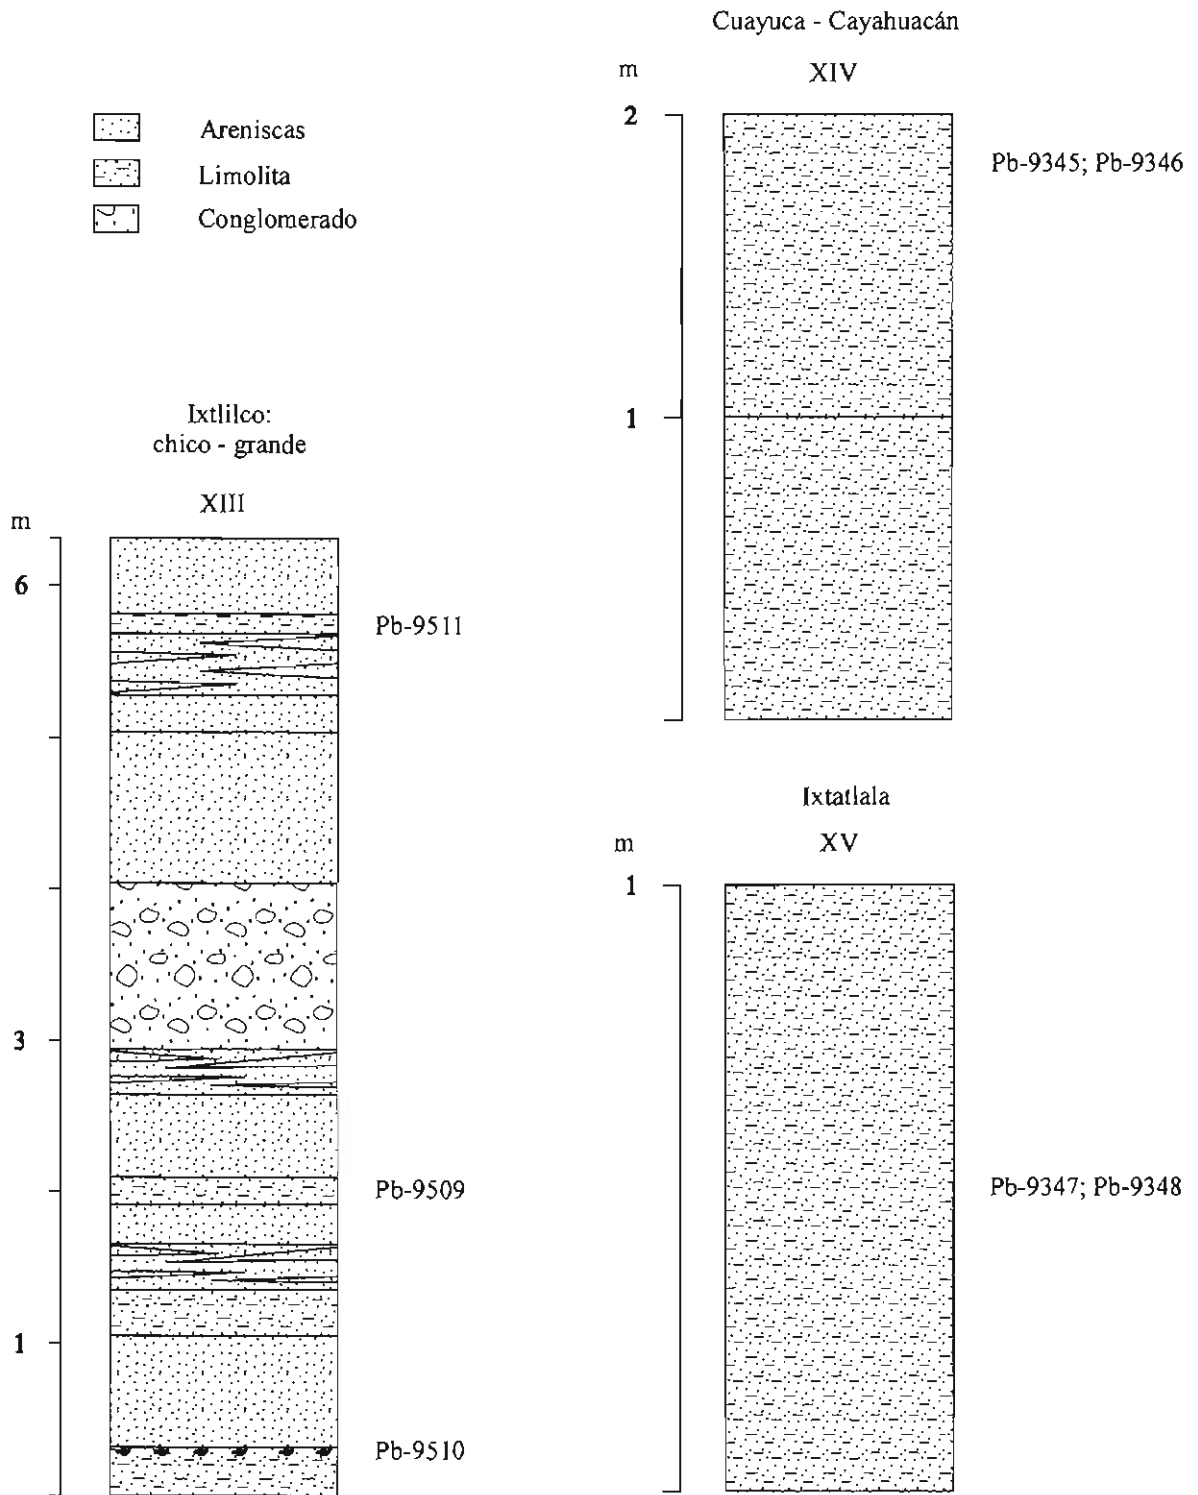 Areniscas
Limolita
Conglomerado
Ixtlilco:
chico - grande
XIII
m
6
Pb-9511
3
Pb-9509
1
Pb-9510
Cuayuca - Cayahuacán
XIV
m
2
Pb-9345; Pb-9346
1
Ixtatlala
XV
m
1
Pb-9347; Pb-9348